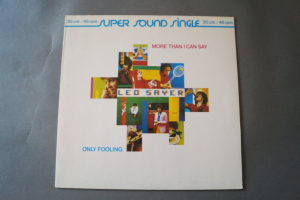 30 cm - 45 rpm SUPER SOUND SINGLE 30 cm - 45 rpm
MORE THAN I CAN SAY
LEO SAYER
ONLY FOOLING